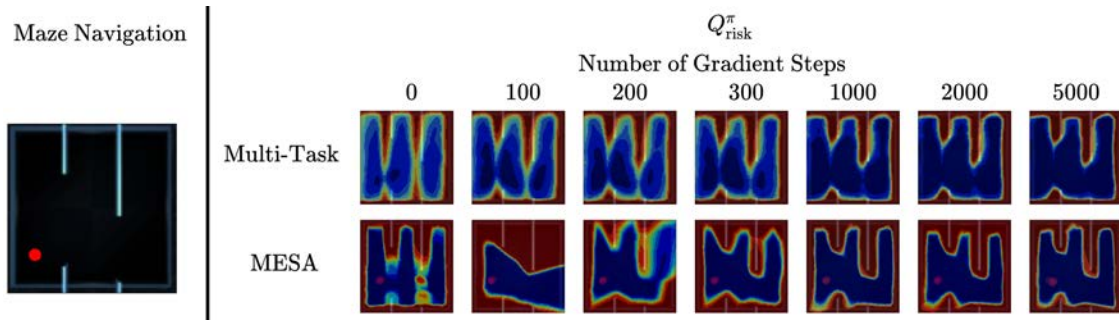 Maze Navigation
Q^π_risk
Number of Gradient Steps
0 100 200 300 1000 2000 5000
Multi-Task
MESA